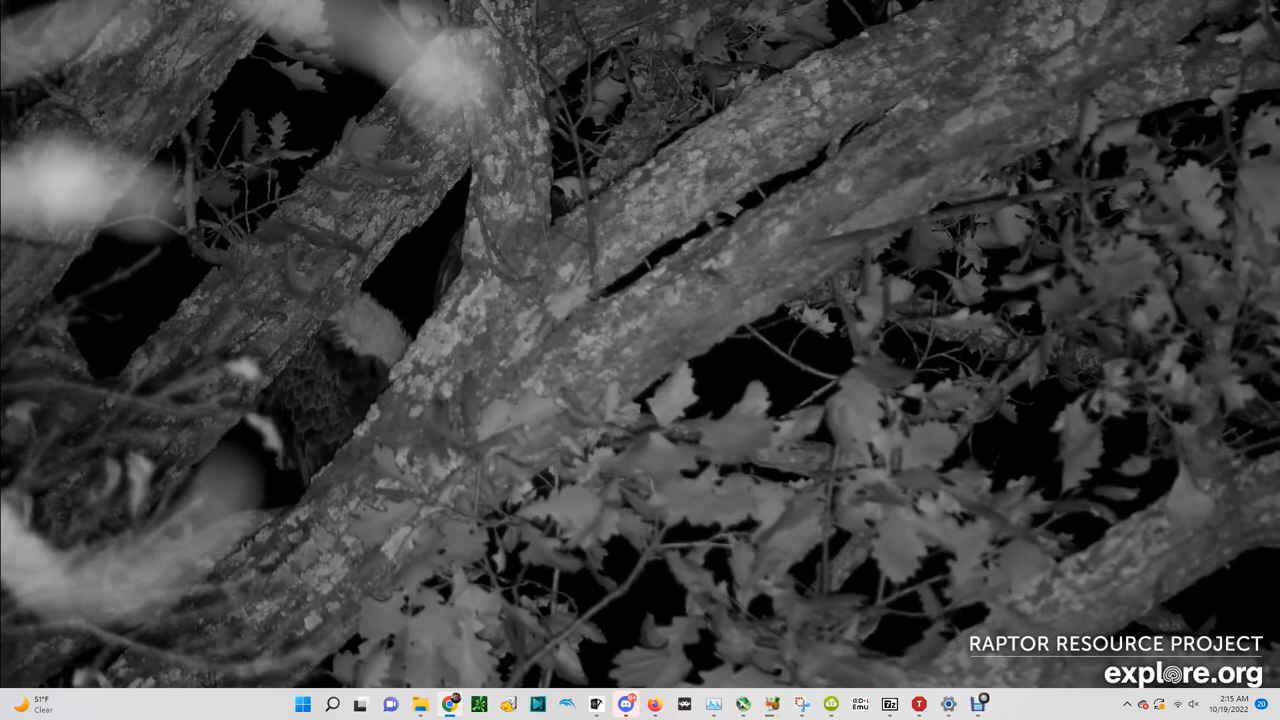 RAPTOR RESOURCE PROJECT
explore.org
51°F
Clear
2:15 AM
10/19/2022
20